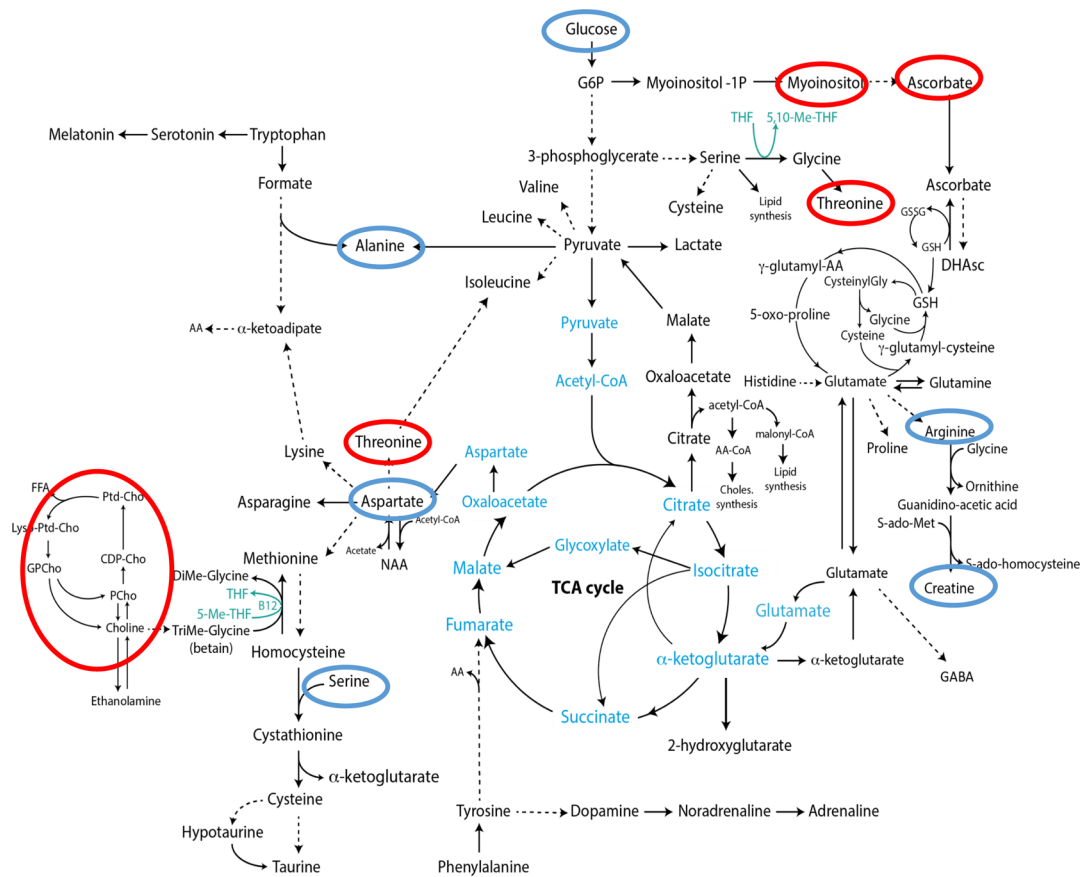 Glucose
G6P
Myoinositol -1P
Myoinositol
Ascorbate
THF
5,10-Me-THF
Melatonin
Serotonin
Tryptophan
3-phosphoglycerate
Serine
Glycine
Formate
Valine
Ascorbate
Cysteine
Lipid
synthesis
Threonine
Leucine
GSSG
Alanine
Pyruvate
Lactate
GSH
DHAsc
γ-glutamyl-AA
Isoleucine
CysteinylGly
GSH
5-oxo-proline
Glycine
AA
α-ketoadipate
Pyruvate
Malate
Cysteine
γ-glutamyl-cysteine
Acetyl-CoA
Oxaloacetate
Histidine
Glutamate
Glutamine
acetyl-CoA
Citrate
malonyl-CoA
AA-CoA
Lipid
synthesis
Choles.
synthesis
Arginine
Proline
Glycine
Threonine
Lysine
Aspartate
Ornithine
Asparagine
Aspartate
Oxaloacetate
Citrate
Guanidino-acetic acid
Acetyl-CoA
S-ado-Met
FFA
Ptd-Cho
Lyso-Ptd-Cho
Acetate
NAA
Glycoxylate
Methionine
CDP-Cho
GPCho
DiMe-Glycine
Malate
TCA cycle
Isocitrate
Glutamate
S-ado-homocysteine
Creatine
THF
PCho
B12
5-Me-THF
Glutamate
Choline
TriMe-Glycine
(betain)
Fumarate
Homocysteine
α-ketoglutarate
α-ketoglutarate
AA
GABA
Serine
Ethanolamine
Succinate
Cystathionine
2-hydroxyglutarate
α-ketoglutarate
Cysteine
Tyrosine
Dopamine
Noradrenaline
Adrenaline
Hypotaurine
Taurine
Phenylalanine